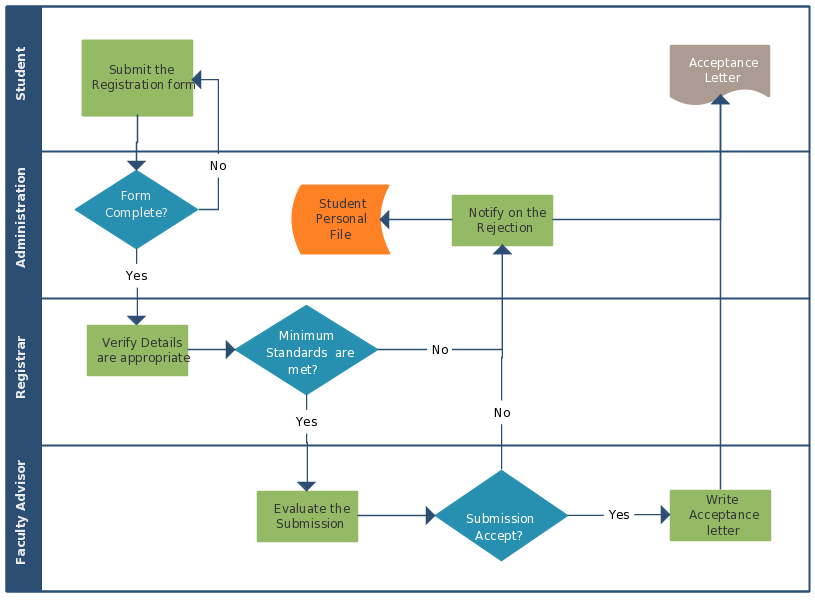 Student
Submit the
Registration form
Acceptance
Letter
No
Administration
Form
Complete?
Student
Personal
File
Notify on the
Rejection
Yes
Registrar
Verify Details
are appropriate
Minimum
Standards are
met?
No
Yes
No
Faculty Advisor
Evaluate the
Submission
Submission
Accept?
Yes
Write
Acceptance
letter